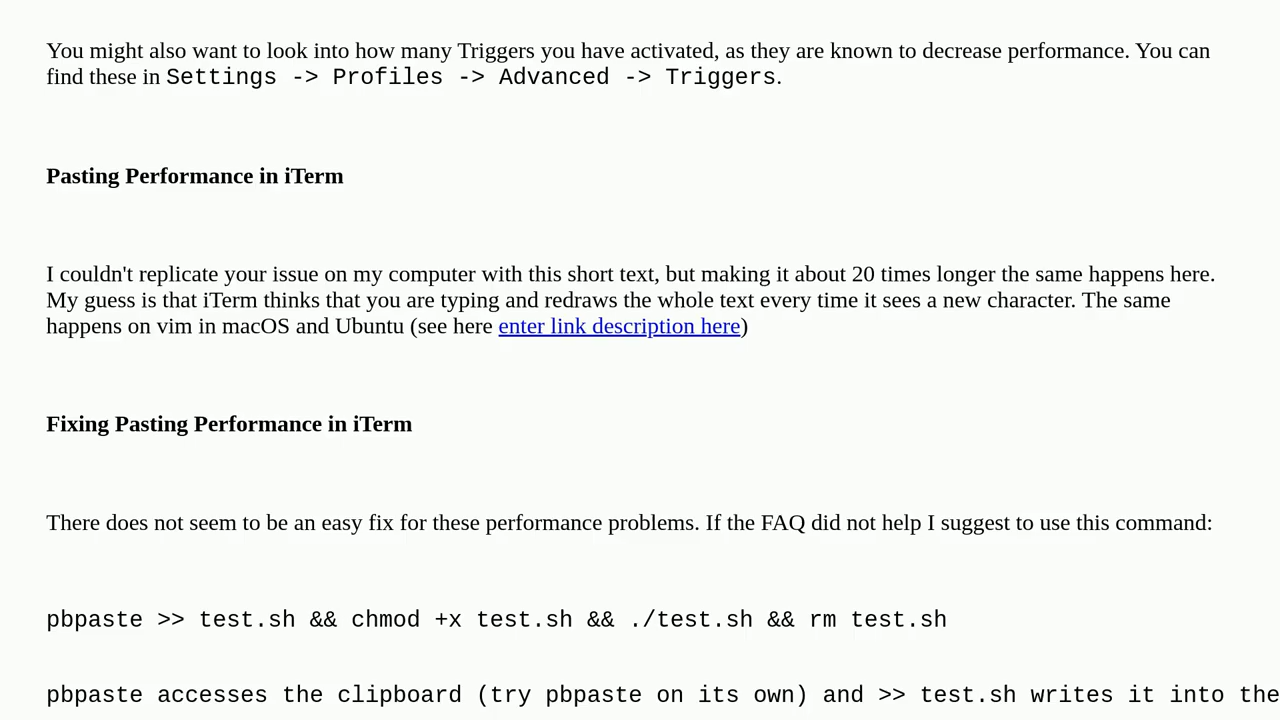 You might also want to look into how many Triggers you have activated, as they are known to decrease performance. You can
find these in Settings -> Profiles -> Advanced -> Triggers.
Pasting Performance in iTerm
I couldn't replicate your issue on my computer with this short text, but making it about 20 times longer the same happens here.
My guess is that iTerm thinks that you are typing and redraws the whole text every time it sees a new character. The same
happens on vim in macOS and Ubuntu (see here enter link description here)
Fixing Pasting Performance in iTerm
There does not seem to be an easy fix for these performance problems. If the FAQ did not help I suggest to use this command:
pbpaste >> test.sh && chmod +x test.sh && ./test.sh && rm test.sh
pbpaste accesses the clipboard (try pbpaste on its own) and >> test.sh writes it into the